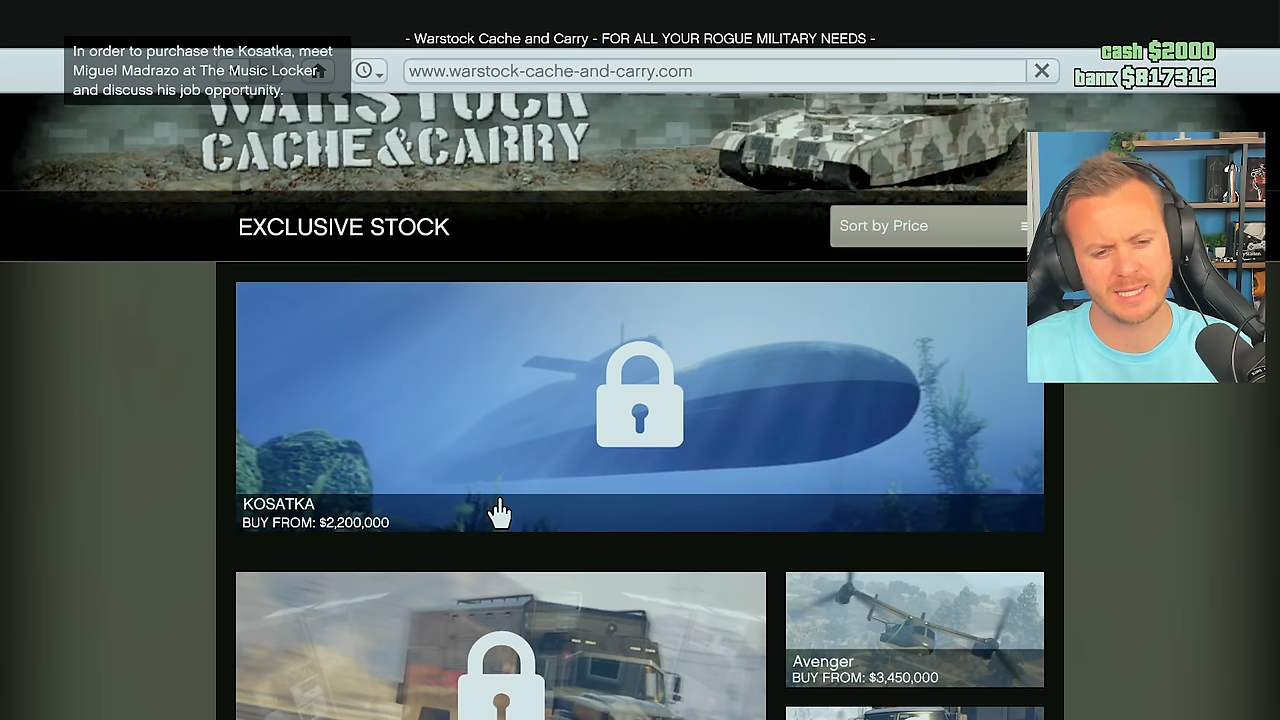 - Warstock Cache and Carry - FOR ALL YOUR ROGUE MILITARY NEEDS -
In order to purchase the Kosatka, meet
Miguel Madrazo at The Music Locker
and discuss his job opportunity.
www.warstock-cache-and-carry.com
cash $2000
bank $817312
WARSTOCK
CACHE&CARRY
EXCLUSIVE STOCK
Sort by Price
KOSATKA
BUY FROM: $2,200,000
Avenger
BUY FROM: $3,450,000